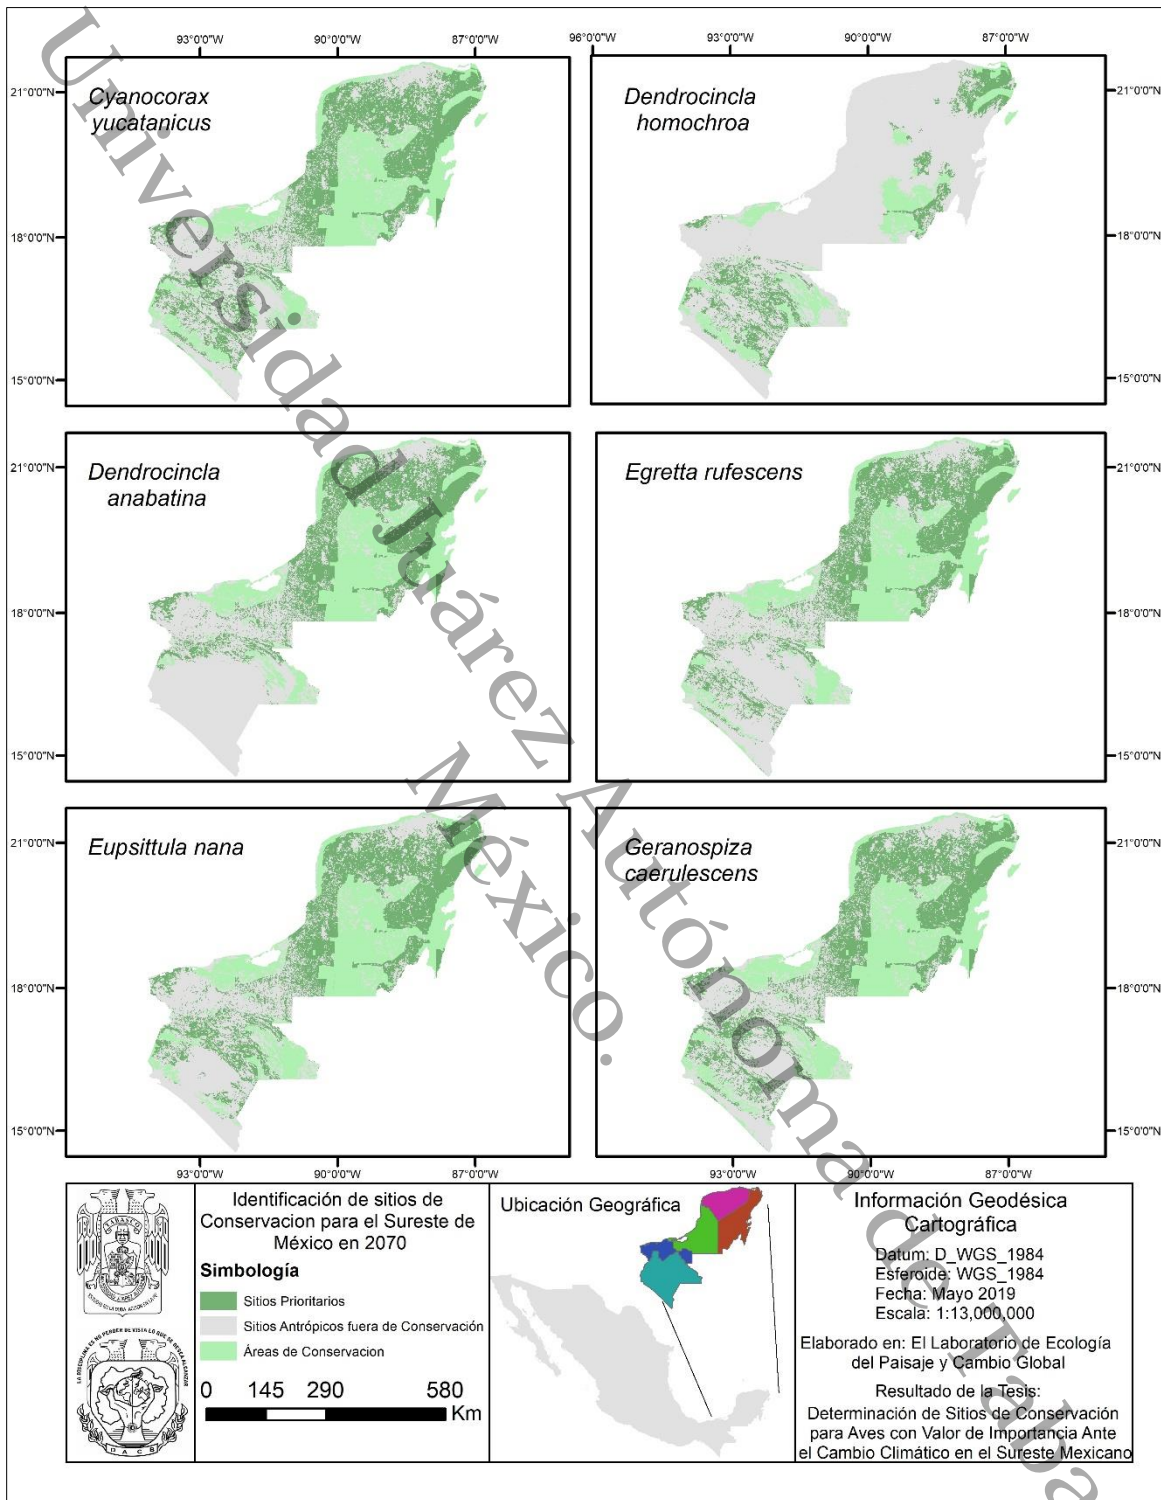 93°0'0"W 90°0'0"W 87°0'0"W 96°0'0"W 93°0'0"W 90°0'0"W 87°0'0"W
21°0'0"N
18°0'0"N
15°0'0"N
Cyanocorax
yucatanicus
Dendrocincla
homochroa
21°0'0"N
18°0'0"N
15°0'0"N
21°0'0"N
18°0'0"N
15°0'0"N
Dendrocincla
anabatina
Egretta rufescens
21°0'0"N
18°0'0"N
15°0'0"N
21°0'0"N
18°0'0"N
15°0'0"N
Eupsittula nana
Geranospiza
caerulescens
21°0'0"N
18°0'0"N
15°0'0"N
93°0'0"W 90°0'0"W 87°0'0"W 93°0'0"W 90°0'0"W 87°0'0"W
Identificación de sitios de
Conservacion para el Sureste de
México en 2070
Simbología
Sitios Prioritarios
Sitios Antrópicos fuera de Conservación
Áreas de Conservacion
0 145 290 580
Km
Ubicación Geográfica
Información Geodésica
Cartográfica
Datum: D_WGS_1984
Esferoide: WGS_1984
Fecha: Mayo 2019
Escala: 1:13,000,000
Elaborado en: El Laboratorio de Ecología
del Paisaje y Cambio Global
Resultado de la Tesis:
Determinación de Sitios de Conservación
para Aves con Valor de Importancia Ante
el Cambio Climático en el Sureste Mexicano
DACB
Universidad Juárez Autónoma de Taba
México.